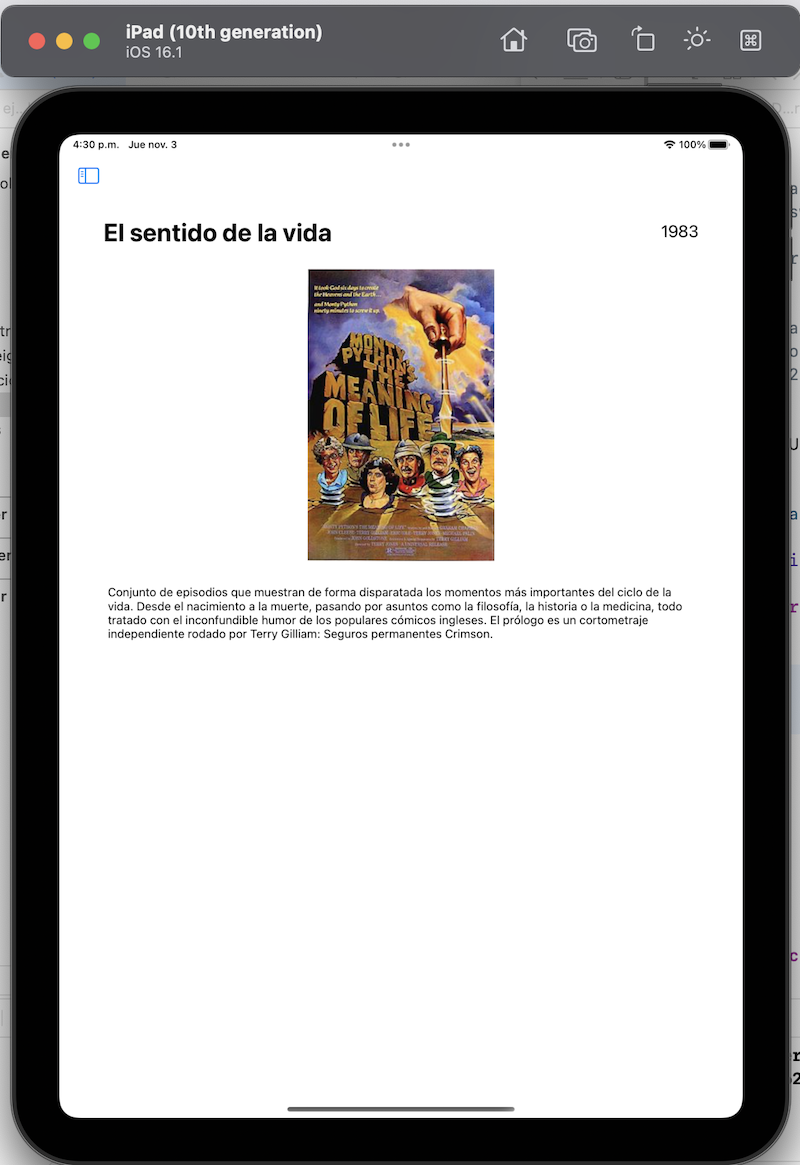 iPad (10th generation)
iOS 16.1
4:30 p.m. Jue nov. 3
100%
El sentido de la vida
1983
It took God six days to create
the Heavens and the Earth...
and Monty Python
ninety minutes to screw it up.
MONTY
PYTHON'S
THE
MEANING
OF LIFE
Conjunto de episodios que muestran de forma disparatada los momentos más importantes del ciclo de la
vida. Desde el nacimiento a la muerte, pasando por asuntos como la filosofía, la historia o la medicina, todo
tratado con el inconfundible humor de los populares cómicos ingleses. El prólogo es un cortometraje
independiente rodado por Terry Gilliam: Seguros permanentes Crimson.